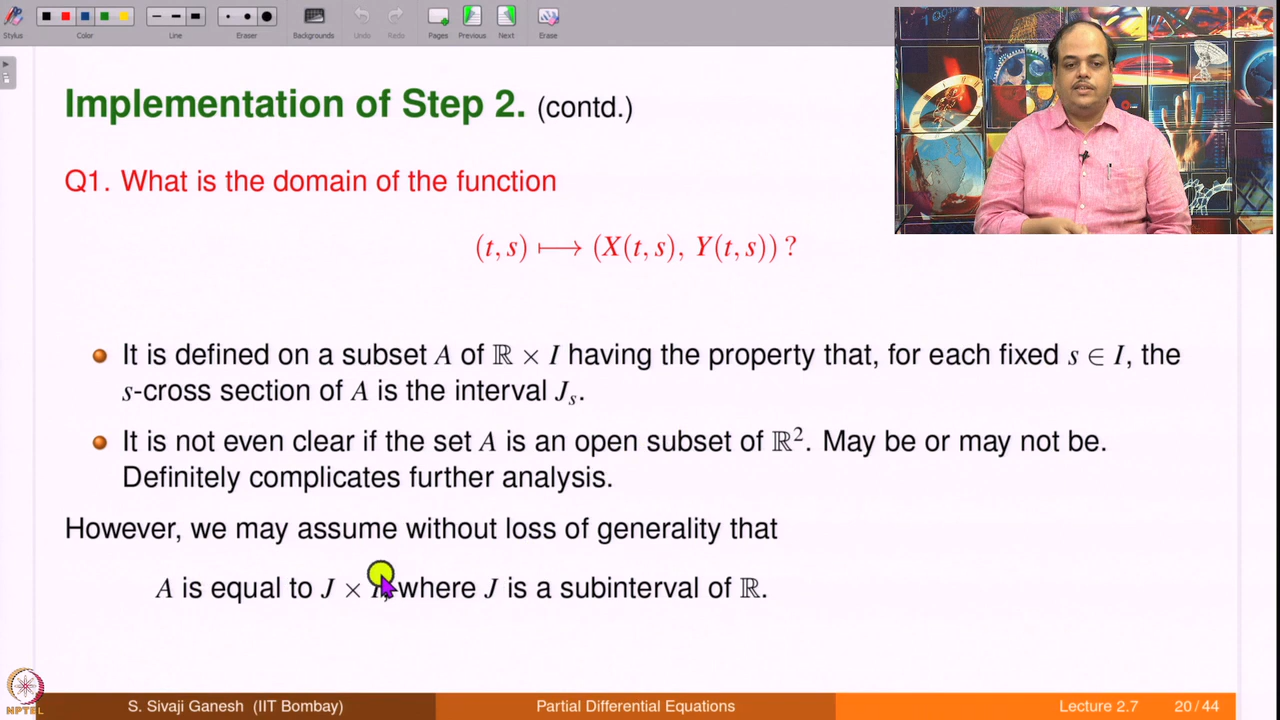 Stylus
Color
Line
Eraser
Backgrounds
Undo
Redo
Pages
Previous
Next
Erase
Implementation of Step 2. (contd.)
Q1. What is the domain of the function
(t, s) ⟼ (X(t, s), Y(t, s)) ?
It is defined on a subset A of ℝ × I having the property that, for each fixed s ∈ I, the
s-cross section of A is the interval Jₛ.
It is not even clear if the set A is an open subset of ℝ². May be or may not be.
Definitely complicates further analysis.
However, we may assume without loss of generality that
A is equal to J × where J is a subinterval of ℝ.
NPTEL
S. Sivaji Ganesh (IIT Bombay)
Partial Differential Equations
Lecture 2.7
20 / 44